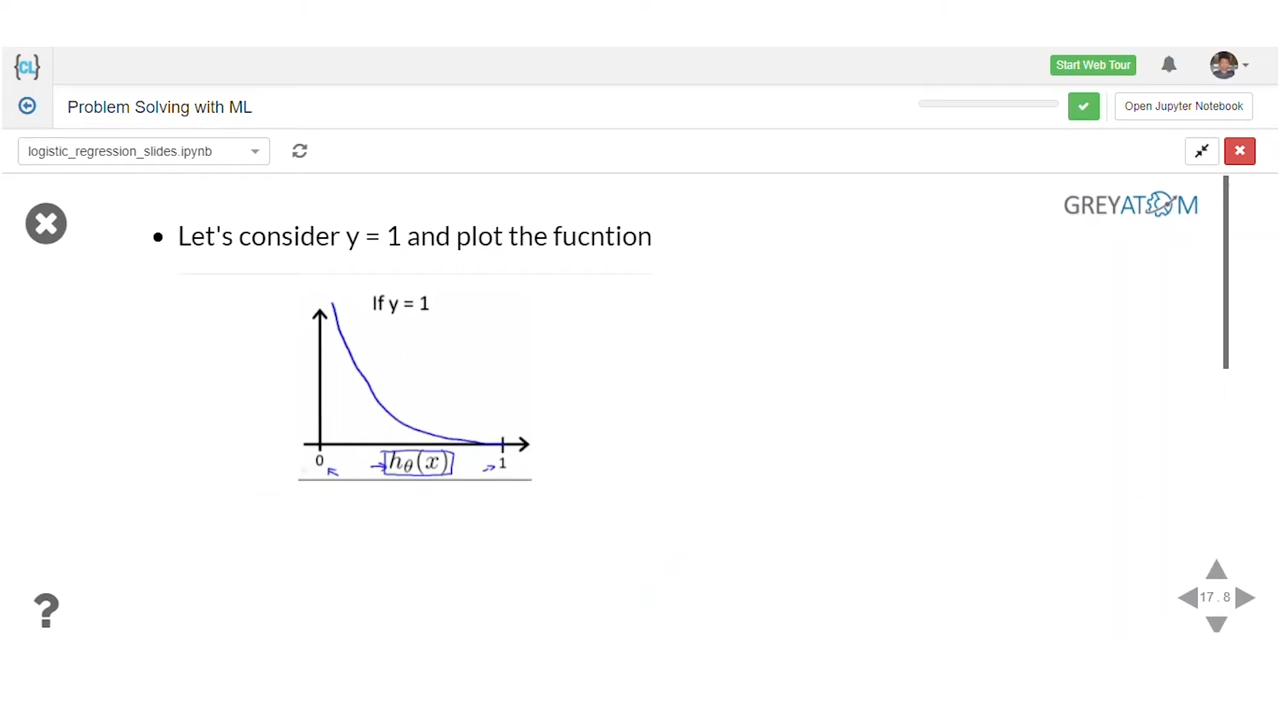 {CL}
Start Web Tour
Problem Solving with ML
Open Jupyter Notebook
logistic_regression_slides.ipynb
GREYATOM
Let's consider y = 1 and plot the fucntion
If y = 1
0
hθ(x)
1
?
17 . 8